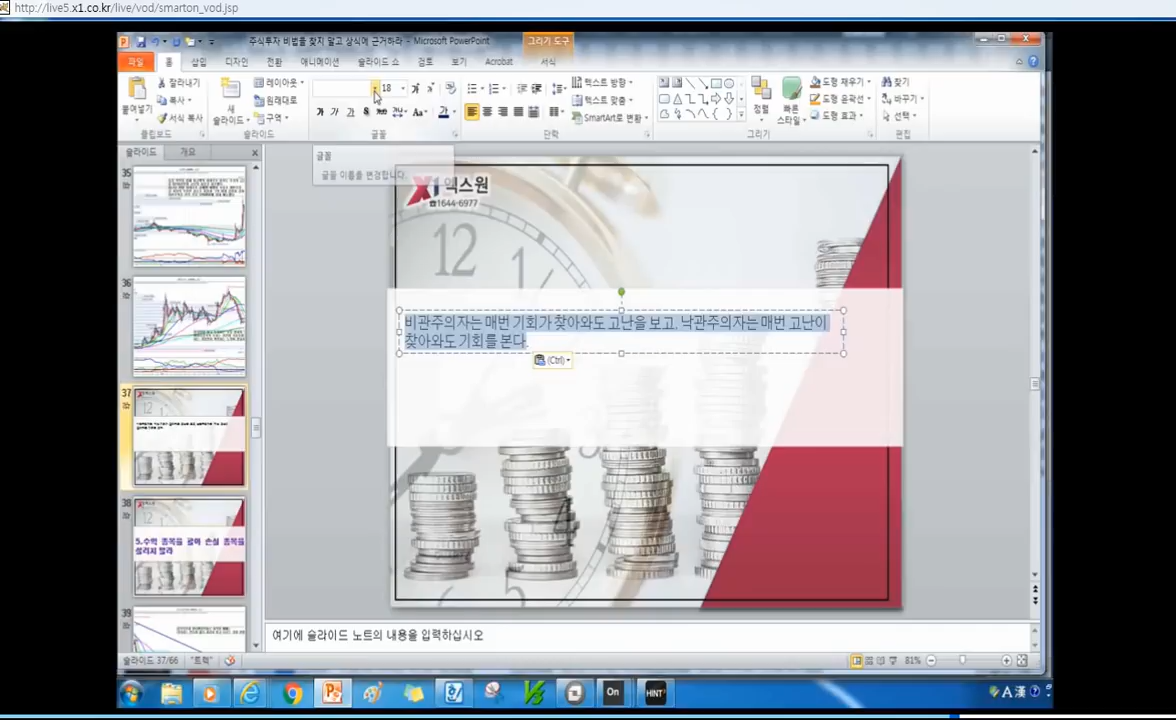 http://live5.x1.co.kr/live/vod/smarton_vod.jsp
주식투자 비법을 찾지 말고 상식에 근거하라 - Microsoft PowerPoint
그리기 도구
파일 홈 삽입 디자인 전환 애니메이션 슬라이드 쇼 검토 보기 Acrobat 서식
붙여넣기
잘라내기
복사
서식 복사
클립보드
새
슬라이드
레이아웃
원래대로
구역
슬라이드
18
글꼴
텍스트 방향
텍스트 맞춤
SmartArt로 변환
단락
정렬
빠른
스타일
도형 채우기
도형 윤곽선
도형 효과
그리기
찾기
바꾸기
선택
편집
슬라이드 개요
글꼴
글꼴 이름을 변경합니다.
35
36
37
38
5.수익 종목을 팔며 손실 종목을
살리지 말라
39
X1 엑스원
☎1644-6977
12
1
비관주의자는 매번 기회가 찾아와도 고난을 보고, 낙관주의자는 매번 고난이
찾아와도 기회를 본다.
(Ctrl)
여기에 슬라이드 노트의 내용을 입력하십시오
슬라이드 37/66 "트랙"
81%
On
HINT
A 漢